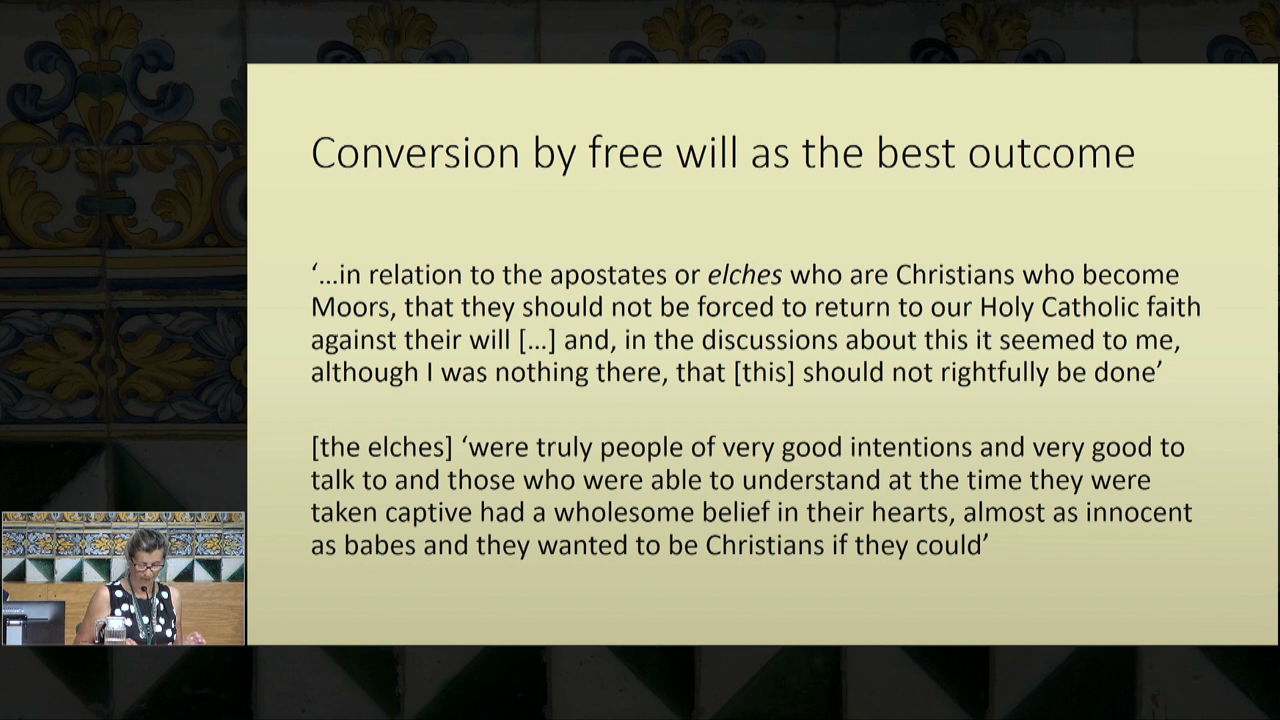 Conversion by free will as the best outcome
‘...in relation to the apostates or elches who are Christians who become
Moors, that they should not be forced to return to our Holy Catholic faith
against their will [...] and, in the discussions about this it seemed to me,
although I was nothing there, that [this] should not rightfully be done’
[the elches] ‘were truly people of very good intentions and very good to
talk to and those who were able to understand at the time they were
taken captive had a wholesome belief in their hearts, almost as innocent
as babes and they wanted to be Christians if they could’